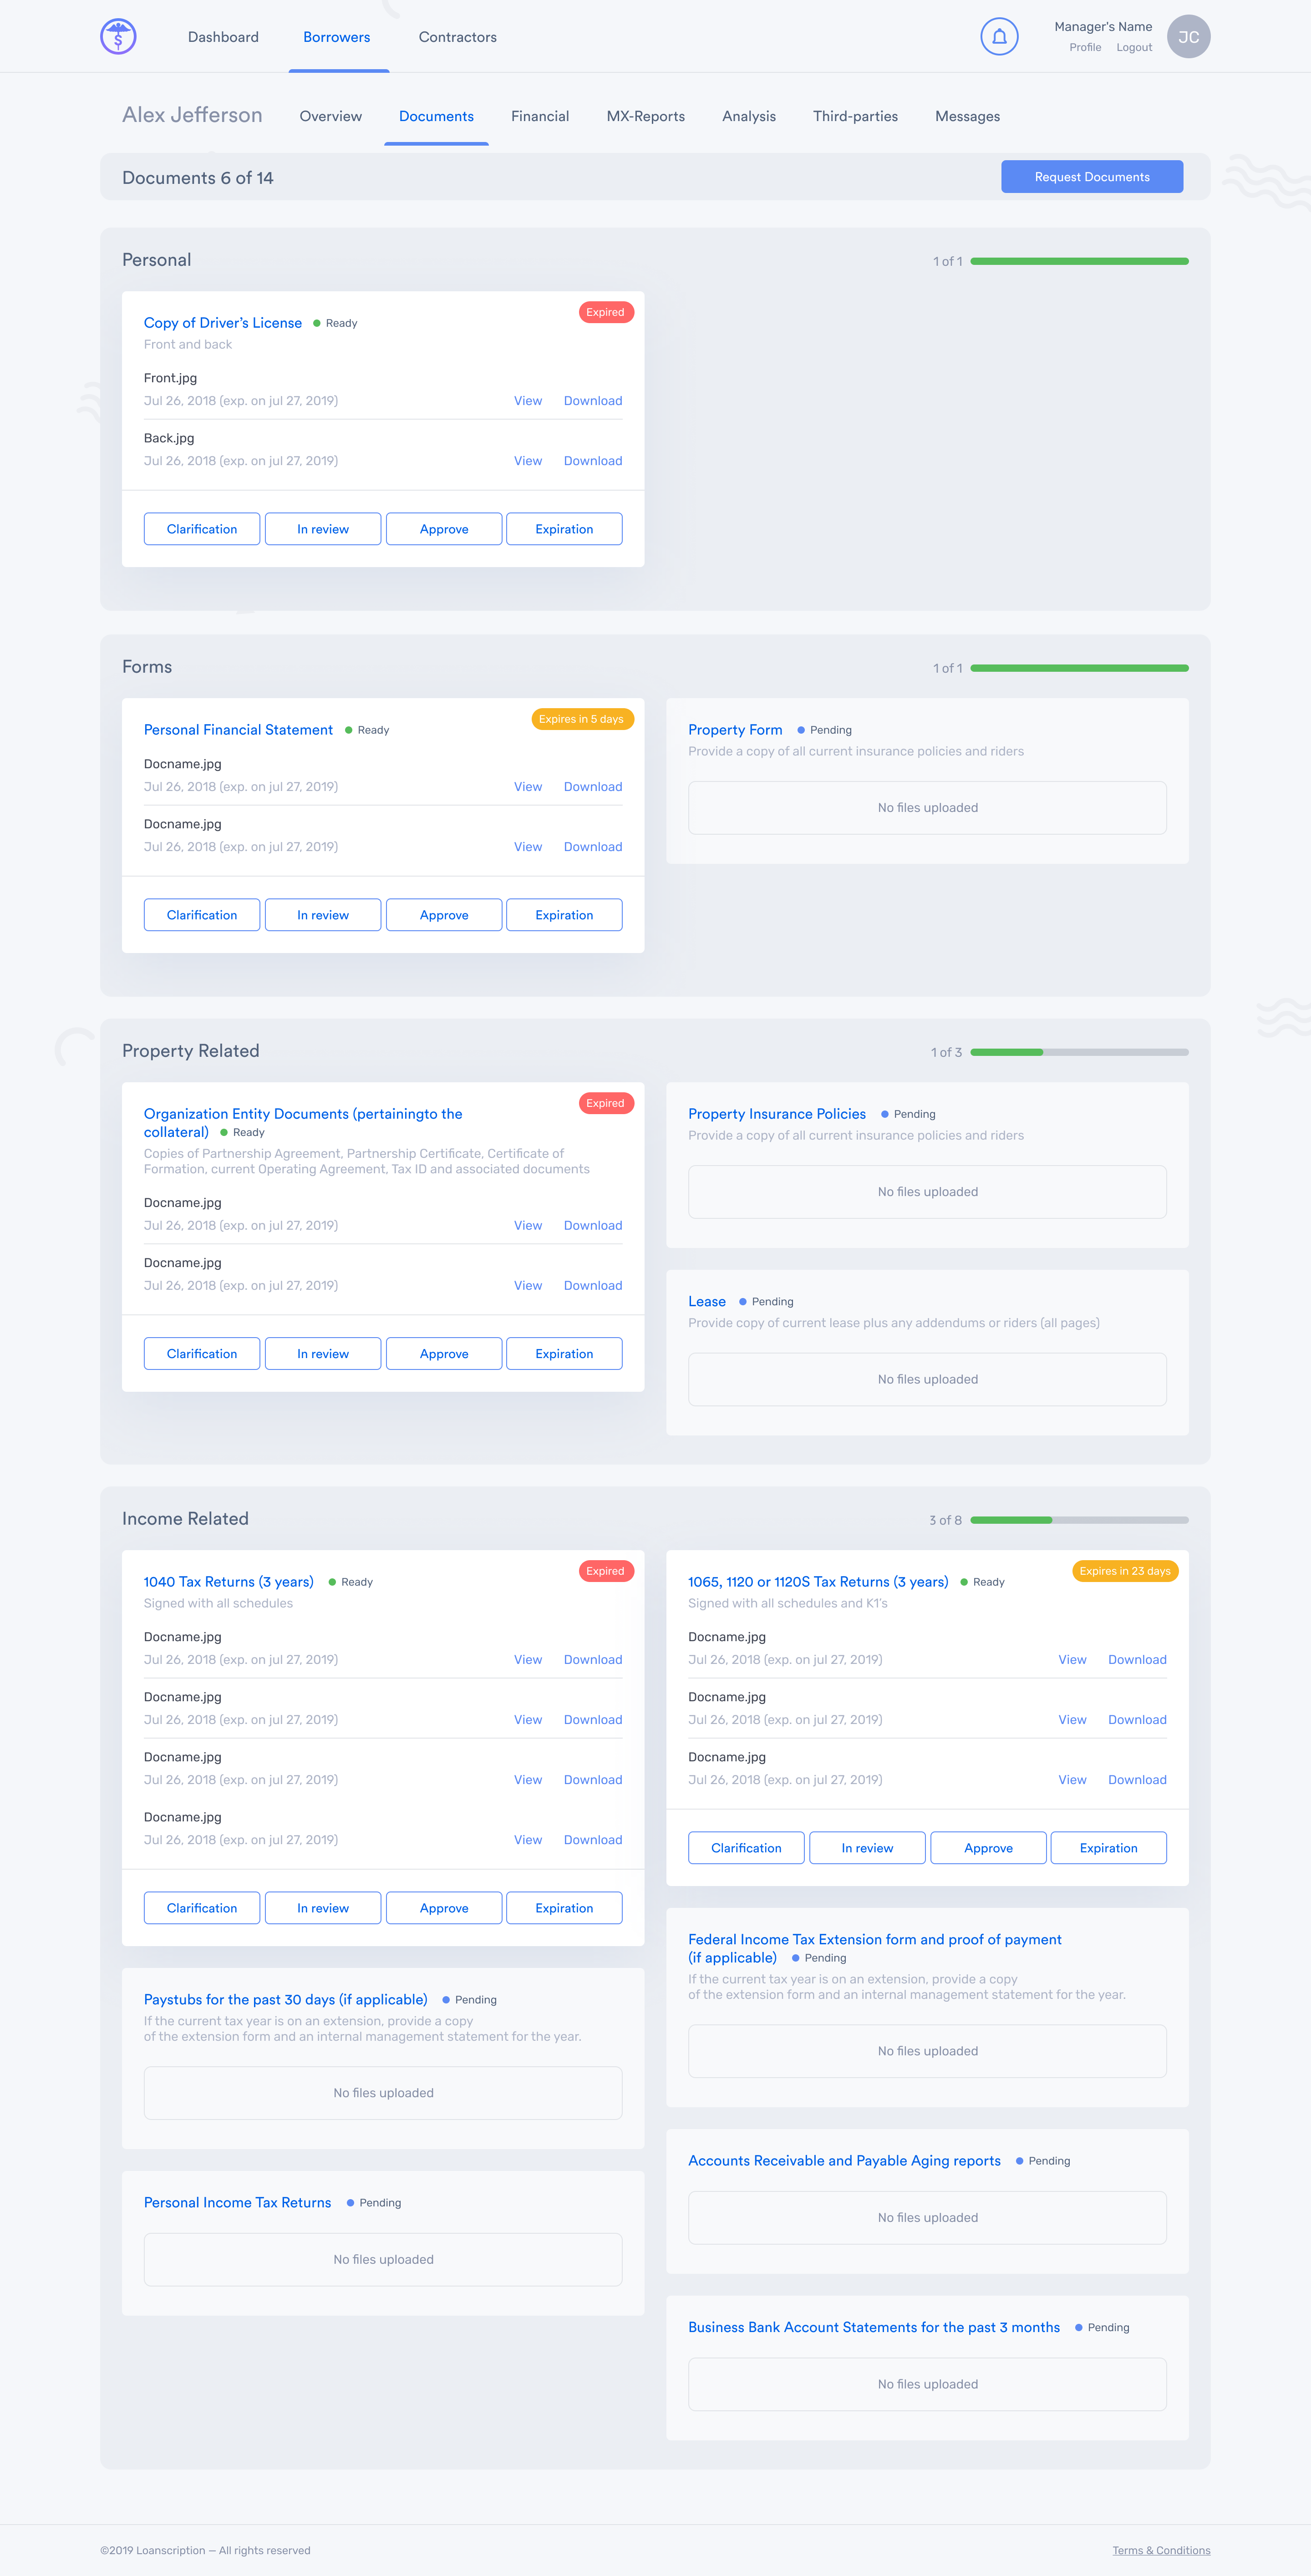 Dashboard
Borrowers
Contractors
Manager's Name
Profile
Logout
JC
Alex Jefferson
Overview
Documents
Financial
MX-Reports
Analysis
Third-parties
Messages
Documents 6 of 14
Request Documents
Personal
1 of 1
Expired
Copy of Driver's License
Ready
Front and back
Front.jpg
Jul 26, 2018 (exp. on jul 27, 2019)
View
Download
Back.jpg
Jul 26, 2018 (exp. on jul 27, 2019)
View
Download
Clarification
In review
Approve
Expiration
Forms
1 of 1
Expires in 5 days
Personal Financial Statement
Ready
Docname.jpg
Jul 26, 2018 (exp. on jul 27, 2019)
View
Download
Docname.jpg
Jul 26, 2018 (exp. on jul 27, 2019)
View
Download
Clarification
In review
Approve
Expiration
Property Form
Pending
Provide a copy of all current insurance policies and riders
No files uploaded
Property Related
1 of 3
Expired
Organization Entity Documents (pertainingto the
collateral)
Ready
Copies of Partnership Agreement, Partnership Certificate, Certificate of
Formation, current Operating Agreement, Tax ID and associated documents
Docname.jpg
Jul 26, 2018 (exp. on jul 27, 2019)
View
Download
Docname.jpg
Jul 26, 2018 (exp. on jul 27, 2019)
View
Download
Clarification
In review
Approve
Expiration
Property Insurance Policies
Pending
Provide a copy of all current insurance policies and riders
No files uploaded
Lease
Pending
Provide copy of current lease plus any addendums or riders (all pages)
No files uploaded
Income Related
3 of 8
Expired
1040 Tax Returns (3 years)
Ready
Signed with all schedules
Docname.jpg
Jul 26, 2018 (exp. on jul 27, 2019)
View
Download
Docname.jpg
Jul 26, 2018 (exp. on jul 27, 2019)
View
Download
Docname.jpg
Jul 26, 2018 (exp. on jul 27, 2019)
View
Download
Docname.jpg
Jul 26, 2018 (exp. on jul 27, 2019)
View
Download
Clarification
In review
Approve
Expiration
Paystubs for the past 30 days (if applicable)
Pending
If the current tax year is on an extension, provide a copy
of the extension form and an internal management statement for the year.
No files uploaded
Personal Income Tax Returns
Pending
No files uploaded
Expires in 23 days
1065, 1120 or 1120S Tax Returns (3 years)
Ready
Signed with all schedules and K1's
Docname.jpg
Jul 26, 2018 (exp. on jul 27, 2019)
View
Download
Docname.jpg
Jul 26, 2018 (exp. on jul 27, 2019)
View
Download
Docname.jpg
Jul 26, 2018 (exp. on jul 27, 2019)
View
Download
Clarification
In review
Approve
Expiration
Federal Income Tax Extension form and proof of payment
(if applicable)
Pending
If the current tax year is on an extension, provide a copy
of the extension form and an internal management statement for the year.
No files uploaded
Accounts Receivable and Payable Aging reports
Pending
No files uploaded
Business Bank Account Statements for the past 3 months
Pending
No files uploaded
©2019 Loanscription — All rights reserved
Terms & Conditions